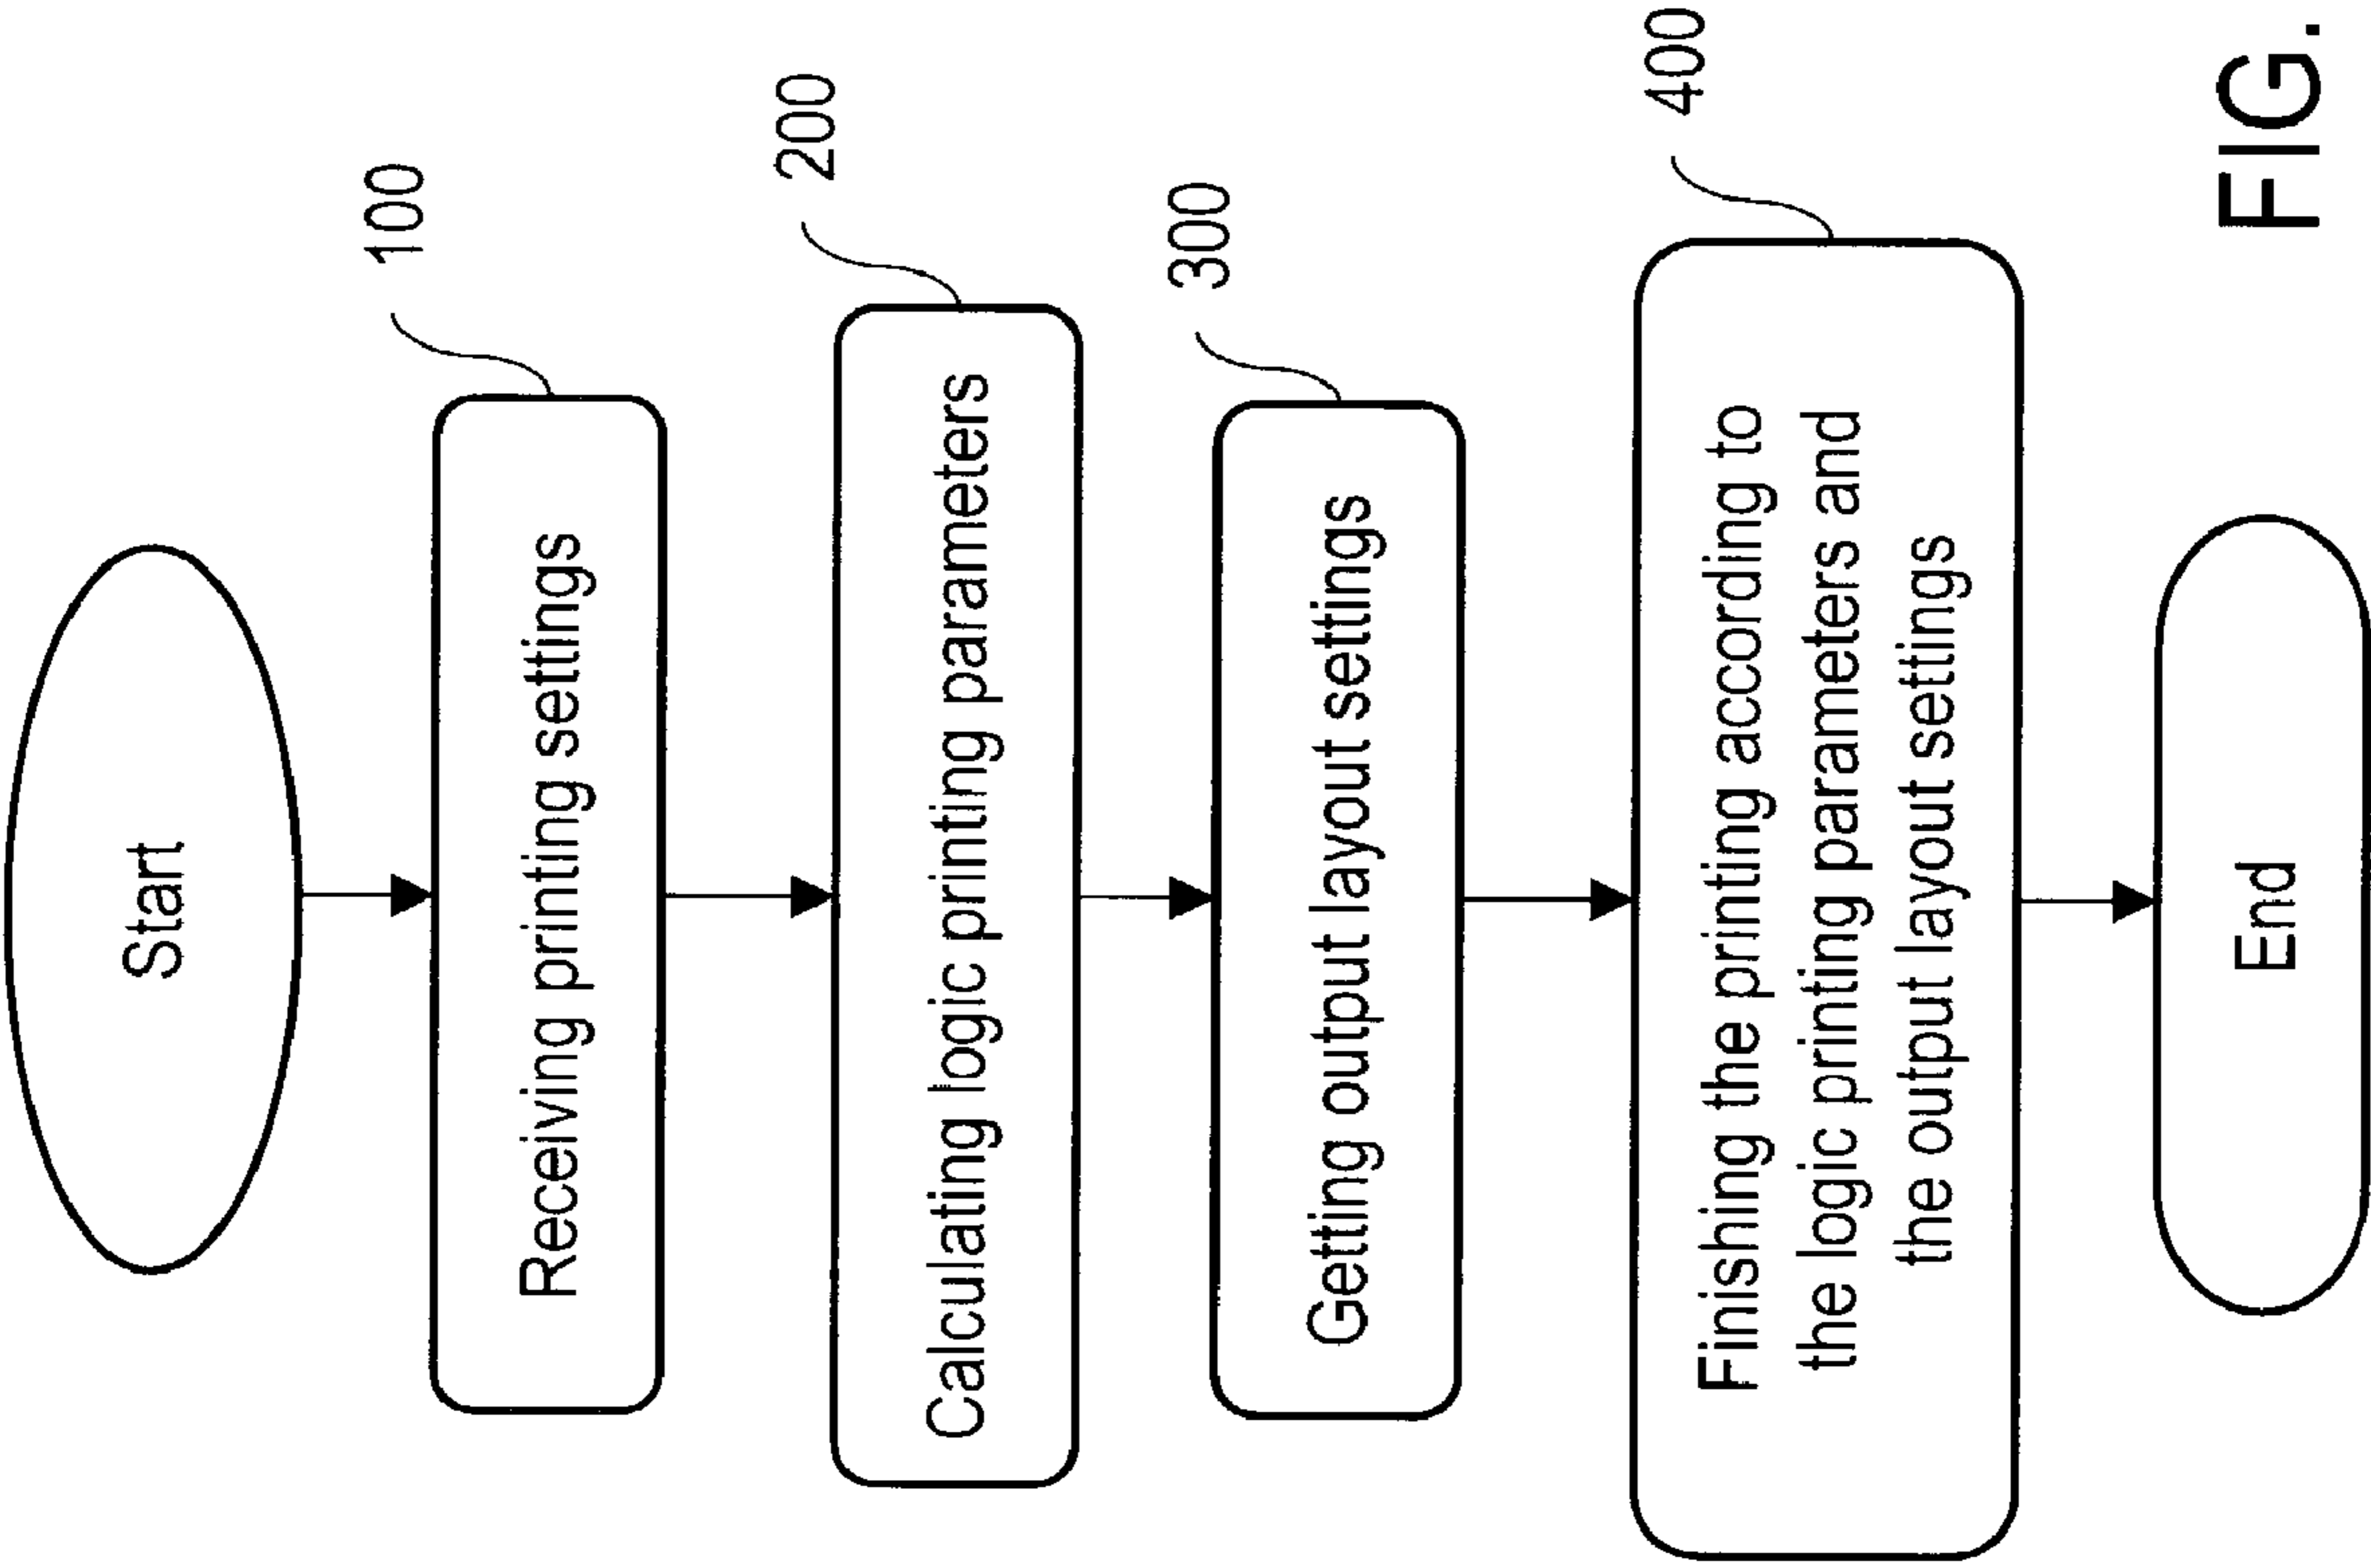 Start
100
Receiving printing settings
200
Calculating logic printing parameters
300
Getting output layout settings
400
Finishing the printing according to
the logic printing parameters and
the output layout settings
End
FIG.